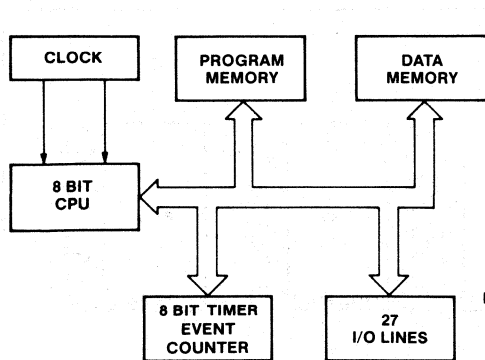 CLOCK
PROGRAM
MEMORY
DATA
MEMORY
8 BIT
CPU
8 BIT TIMER
EVENT
COUNTER
27
I/O LINES